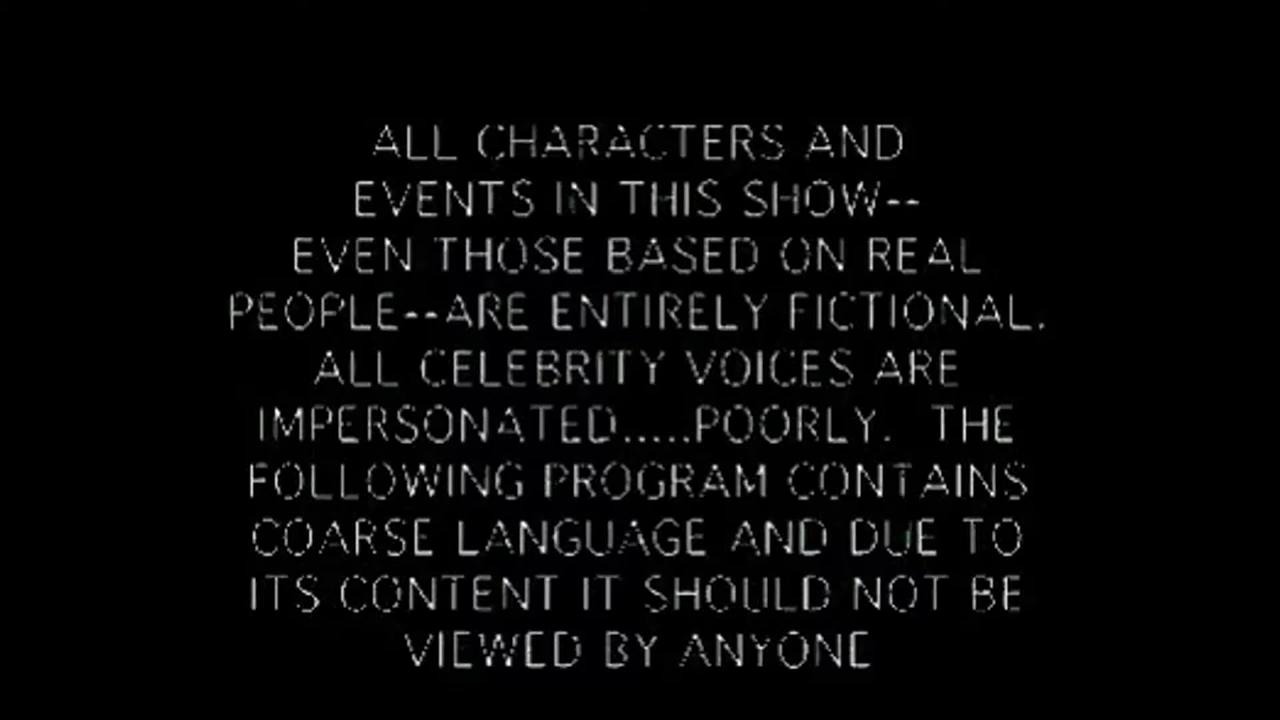 ALL CHARACTERS AND
EVENTS IN THIS SHOW--
EVEN THOSE BASED ON REAL
PEOPLE--ARE ENTIRELY FICTIONAL.
ALL CELEBRITY VOICES ARE
IMPERSONATED.....POORLY. THE
FOLLOWING PROGRAM CONTAINS
COARSE LANGUAGE AND DUE TO
ITS CONTENT IT SHOULD NOT BE
VIEWED BY ANYONE